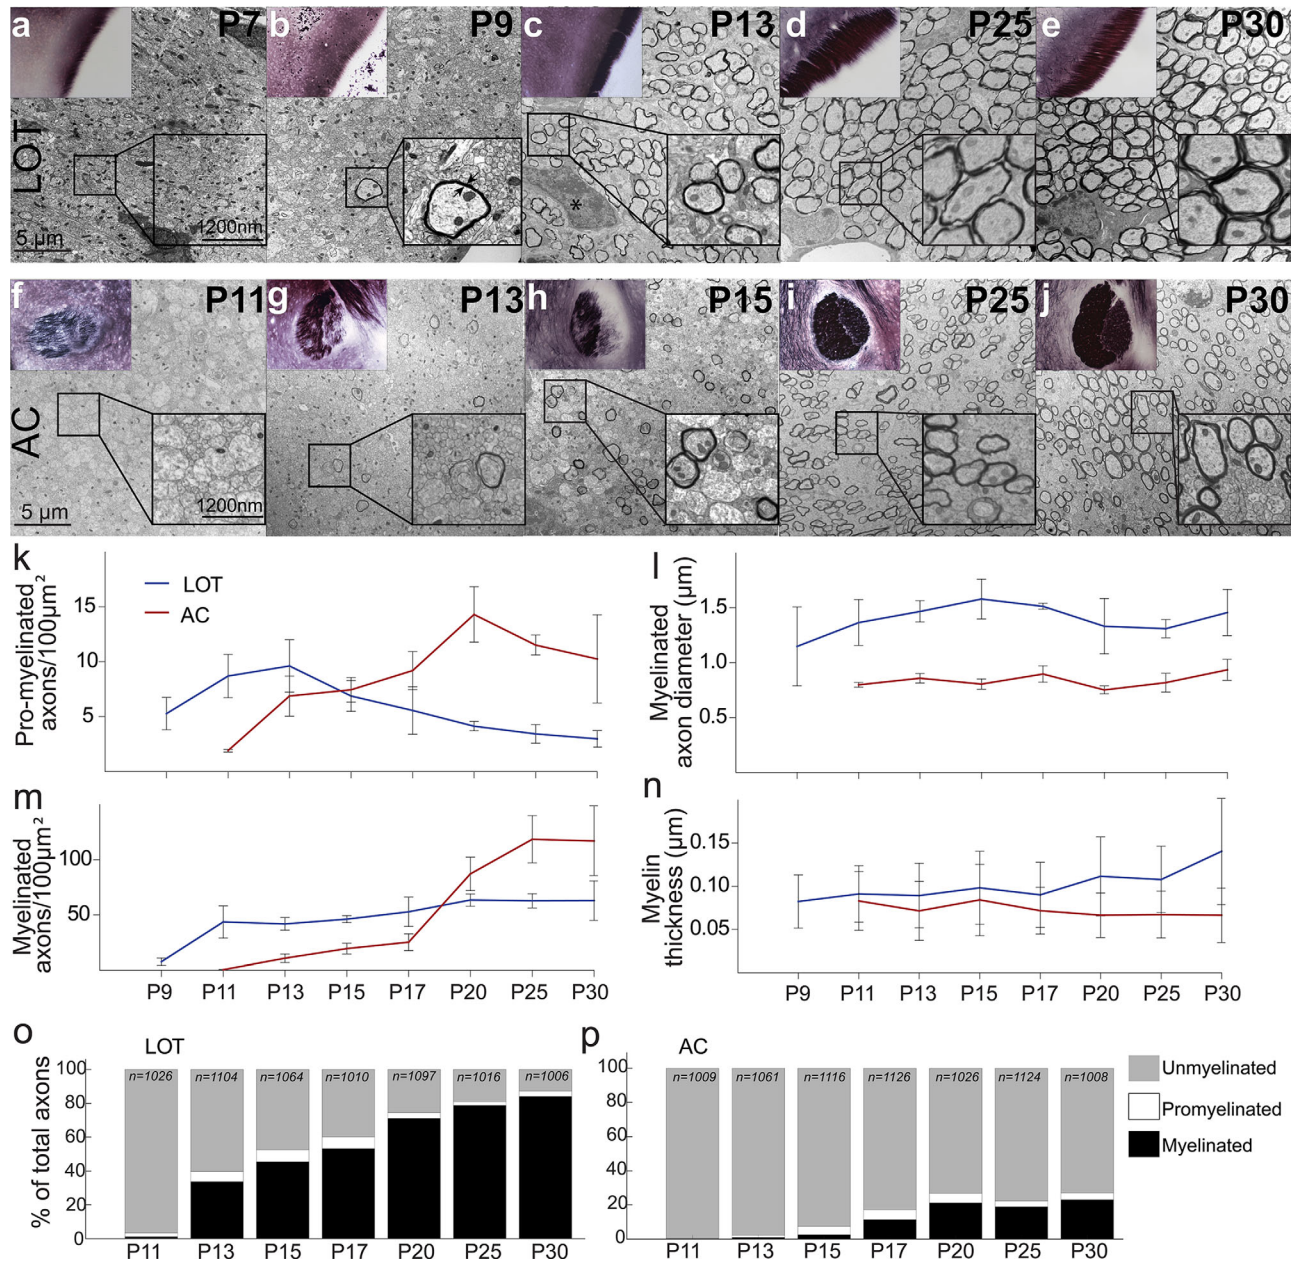 a P7 b P9 c P13 d P25 e P30
LOT
5 µm
1200nm
*
f P11 g P13 h P15 i P25 j P30
AC
5 µm
1200nm
k
Pro-myelinated
axons/100µm²
15
10
5
LOT
AC
l
Myelinated
axon diameter (µm)
1.5
1.0
0.5
m
Myelinated
axons/100µm²
100
50
P9 P11 P13 P15 P17 P20 P25 P30
n
Myelin
thickness (µm)
0.15
0.10
0.05
P9 P11 P13 P15 P17 P20 P25 P30
o
LOT
% of total axons
100
80
60
40
20
0
n=1026 n=1104 n=1064 n=1010 n=1097 n=1016 n=1006
P11 P13 P15 P17 P20 P25 P30
p
AC
100
80
60
40
20
0
n=1009 n=1061 n=1116 n=1126 n=1026 n=1124 n=1008
P11 P13 P15 P17 P20 P25 P30
Unmyelinated
Promyelinated
Myelinated